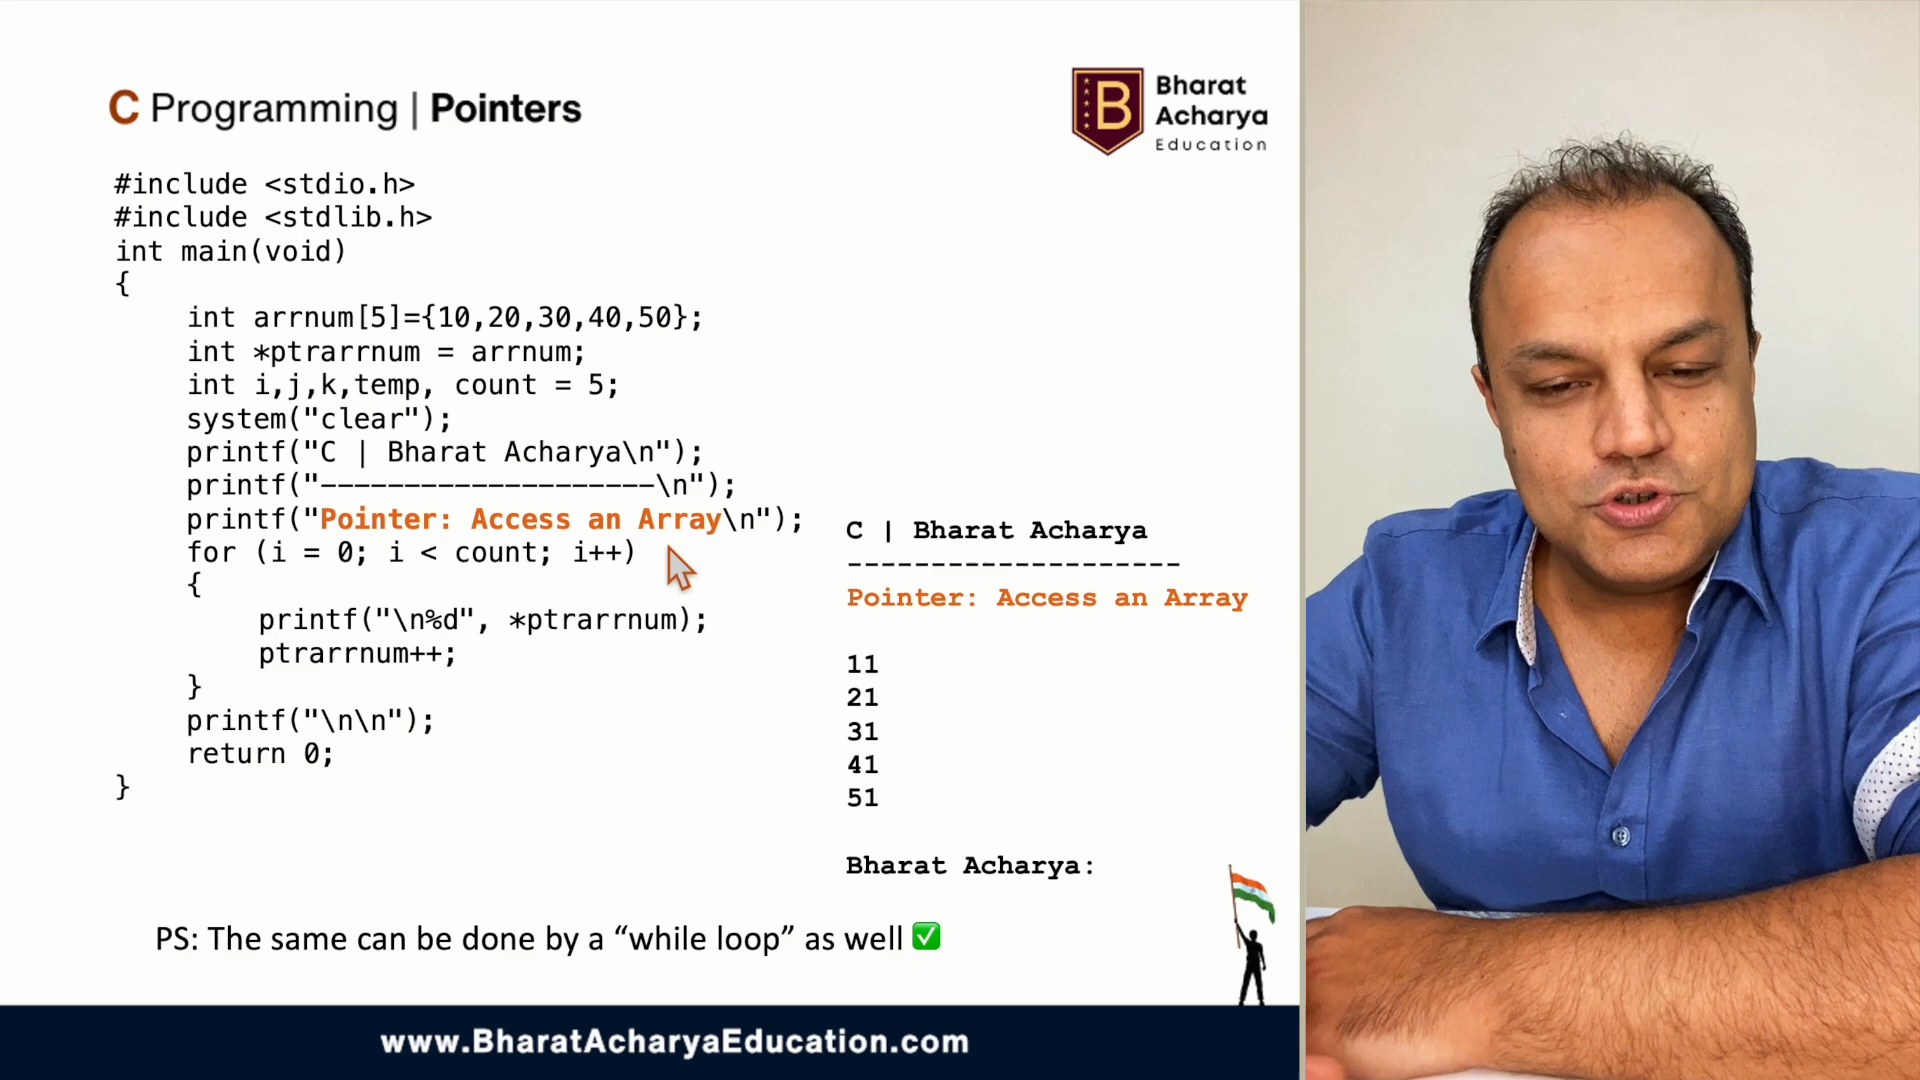 C Programming | Pointers
Bharat
Acharya
Education
B
#include <stdio.h>
#include <stdlib.h>
int main(void)
{
int arrnum[5]={10,20,30,40,50};
int *ptrarrnum = arrnum;
int i,j,k,temp, count = 5;
system("clear");
printf("C | Bharat Acharya\n");
printf("--------------------\n");
printf("Pointer: Access an Array\n");
for (i = 0; i < count; i++)
{
printf("\n%d", *ptrarrnum);
ptrarrnum++;
}
printf("\n\n");
return 0;
}
C | Bharat Acharya
--------------------
Pointer: Access an Array
11
21
31
41
51
Bharat Acharya:
PS: The same can be done by a “while loop” as well ✅
www.BharatAcharyaEducation.com